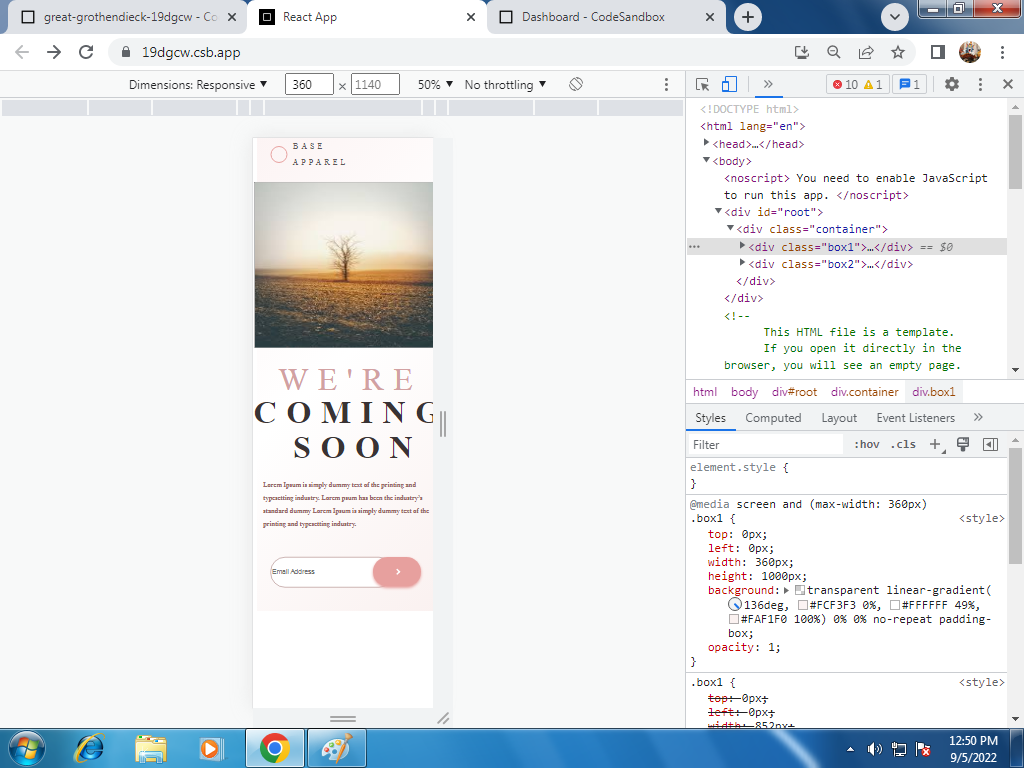 great-grothendieck-19dgcw - Co
React App
Dashboard - CodeSandbox
19dgcw.csb.app
Dimensions: Responsive
360
×
1140
50%
No throttling
10
1
1
BASE
APPAREL
WE'RE
COMING
SOON
Lorem Ipsum is simply dummy text of the printing and
typesetting industry. Lorem psum has been the industry's
standard dummy Lorem Ipsum is simply dummy text of the
printing and typesetting industry.
Email Address
<!DOCTYPE html>
<html lang="en">
<head>…</head>
<body>
<noscript> You need to enable JavaScript
to run this app. </noscript>
<div id="root">
<div class="container">
<div class="box1">…</div> == $0
<div class="box2">…</div>
</div>
</div>
<!--
This HTML file is a template.
If you open it directly in the
browser, you will see an empty page.
html body div#root div.container div.box1
Styles Computed Layout Event Listeners
Filter
:hov .cls
element.style {
}
@media screen and (max-width: 360px)
.box1 { <style>
top: 0px;
left: 0px;
width: 360px;
height: 1000px;
background: transparent linear-gradient(
136deg, #FCF3F3 0%, #FFFFFF 49%,
#FAF1F0 100%) 0% 0% no-repeat padding-
box;
opacity: 1;
}
.box1 { <style>
top: 0px;
left: 0px;
width: 852px;
12:50 PM
9/5/2022